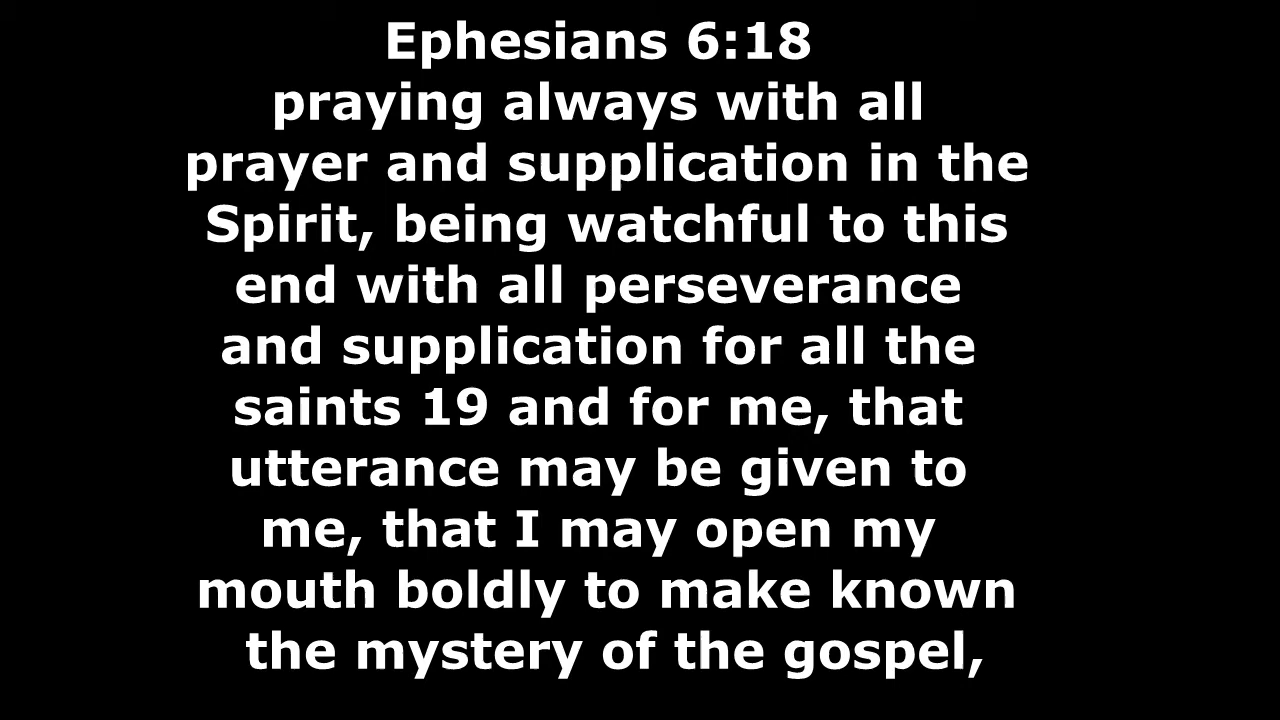 Ephesians 6:18
praying always with all
prayer and supplication in the
Spirit, being watchful to this
end with all perseverance
and supplication for all the
saints 19 and for me, that
utterance may be given to
me, that I may open my
mouth boldly to make known
the mystery of the gospel,